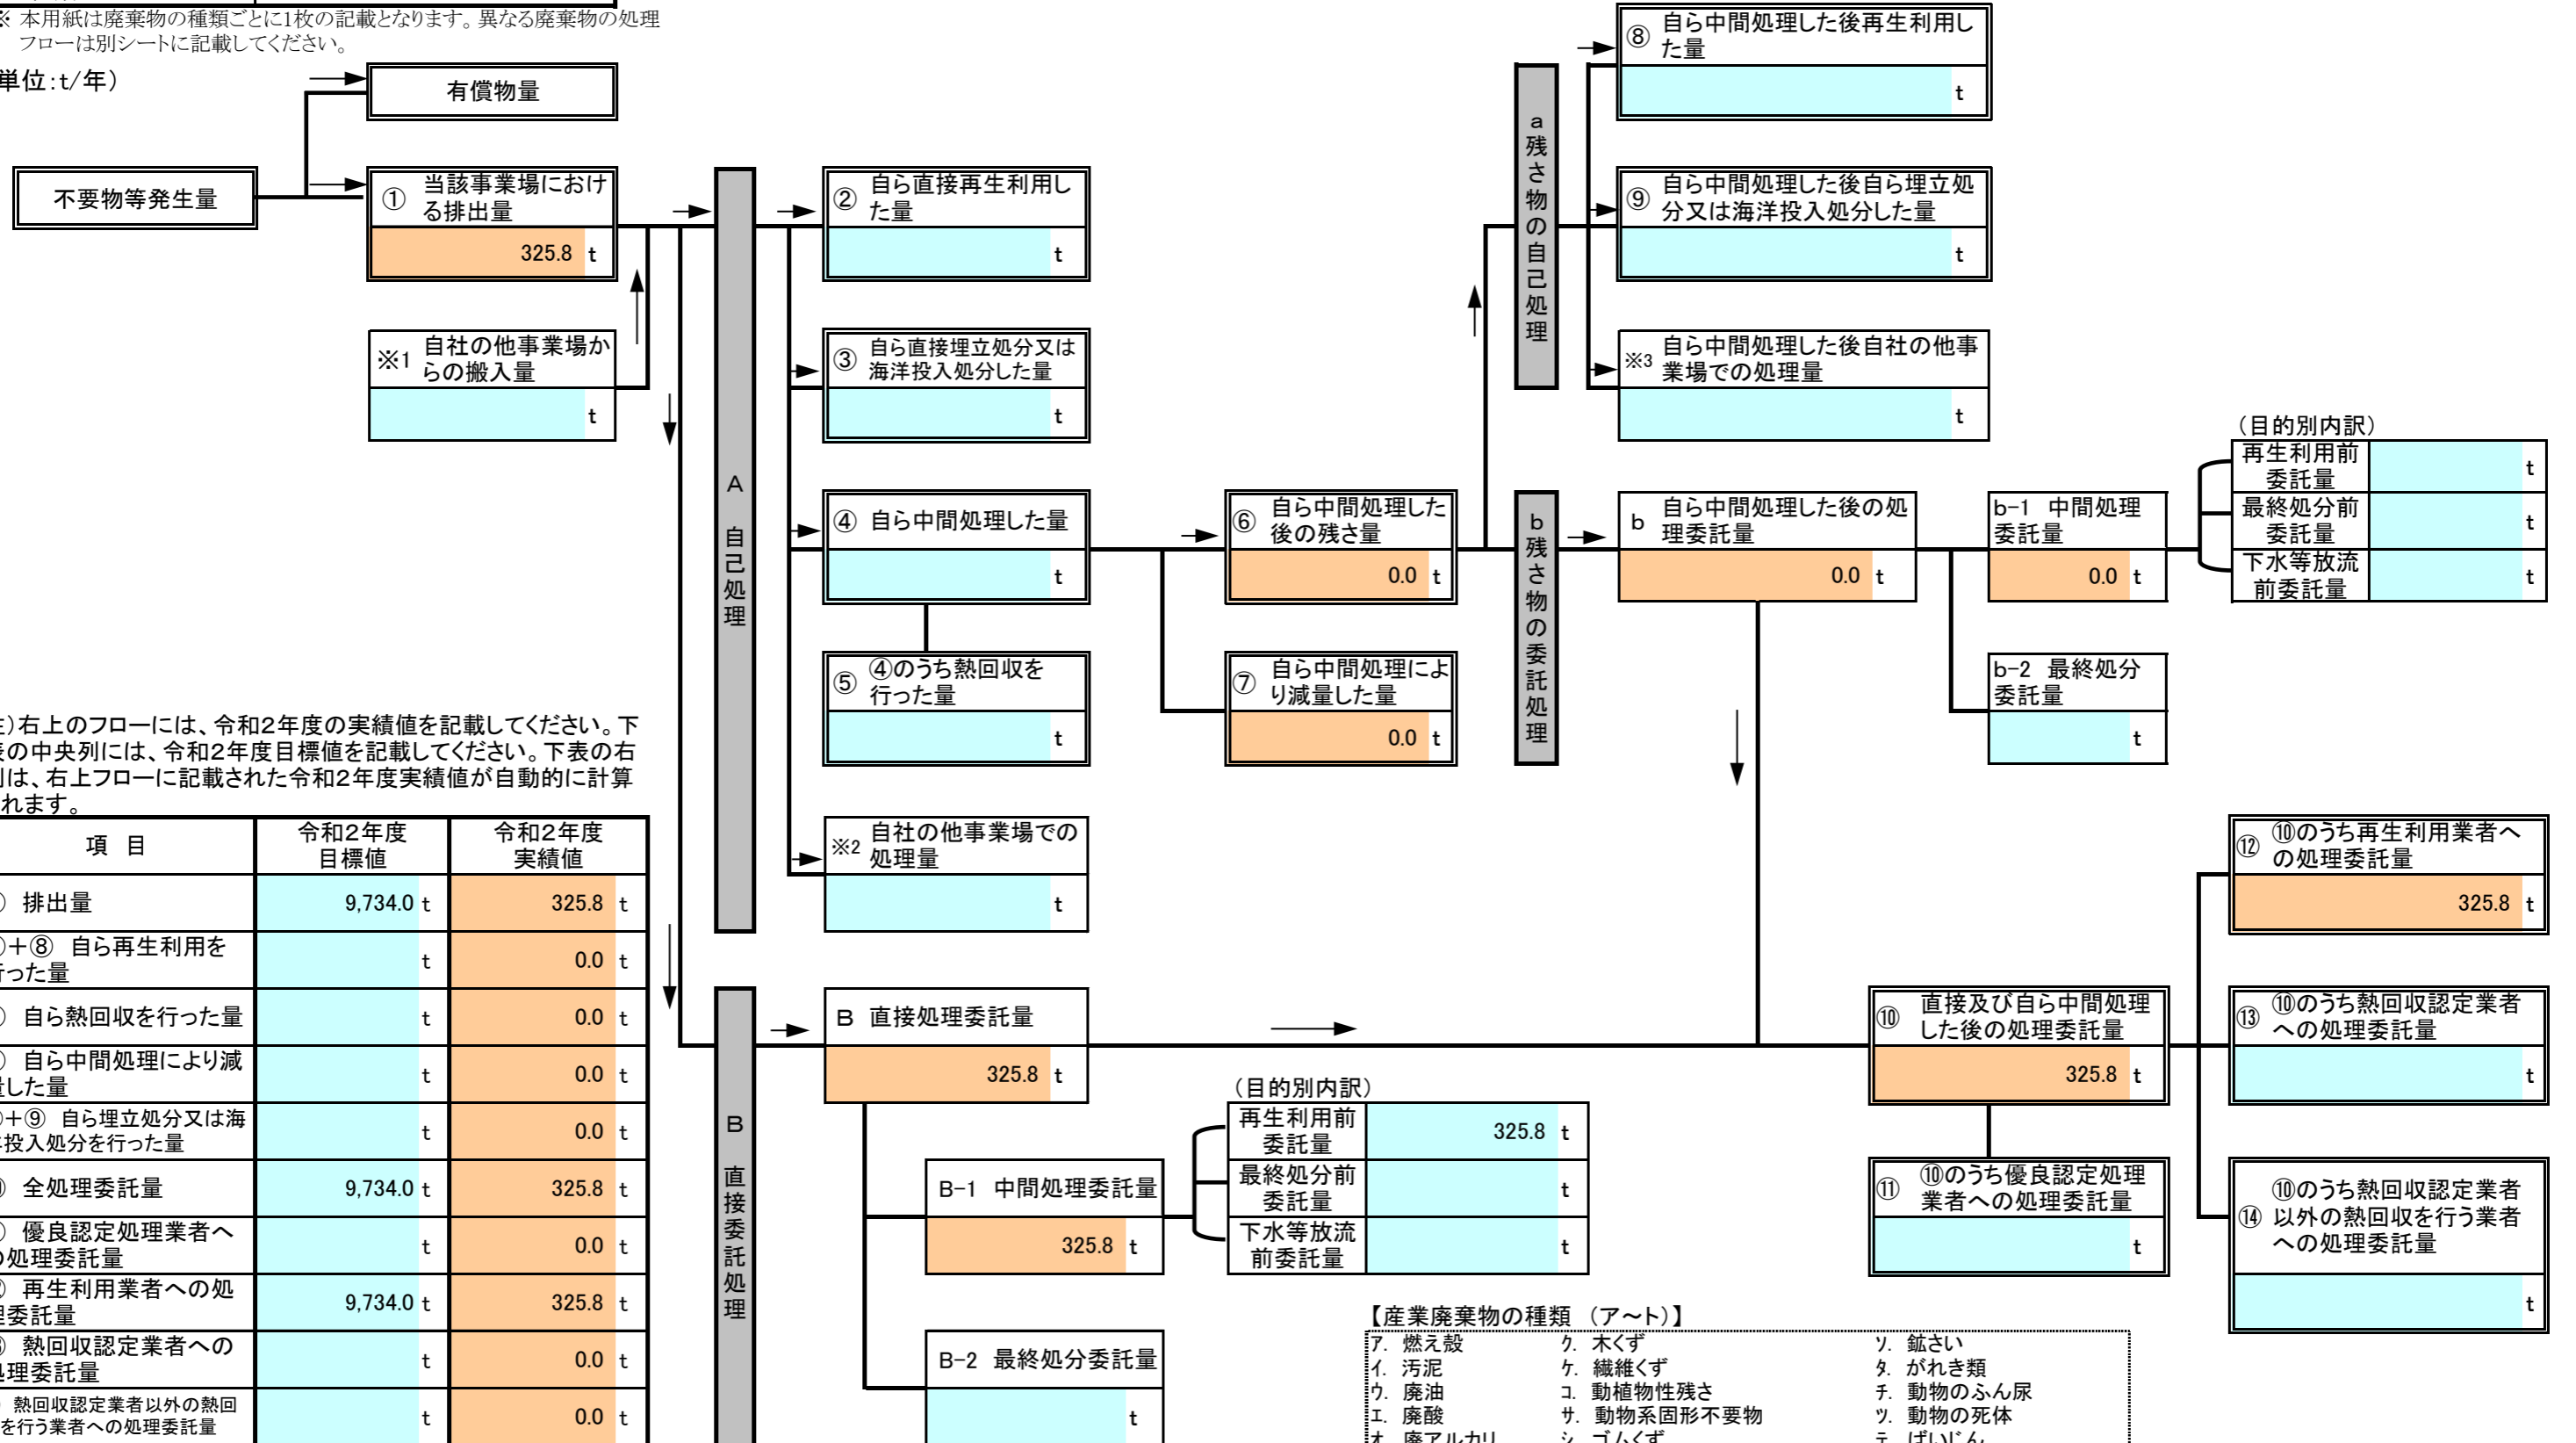 ※ 本用紙は廃棄物の種類ごとに1枚の記載となります。異なる廃棄物の処理
フローは別シートに記載してください。
単位:t/年）
有償物量
不要物等発生量
① 当該事業場におけ
る排出量
325.8 t
※1 自社の他事業場か
らの搬入量
t
A 自己処理
② 自ら直接再生利用し
た量
t
③ 自ら直接埋立処分又は
海洋投入処分した量
t
④ 自ら中間処理した量
t
⑤ ④のうち熱回収を
行った量
t
※2 自社の他事業場での
処理量
t
⑥ 自ら中間処理した
後の残さ量
0.0 t
⑦ 自ら中間処理によ
り減量した量
0.0 t
a残さ物の自己処理
⑧ 自ら中間処理した後再生利用し
た量
t
⑨ 自ら中間処理した後自ら埋立処
分又は海洋投入処分した量
t
※3 自ら中間処理した後自社の他事
業場での処理量
t
b残さ物の委託処理
b 自ら中間処理した後の処
理委託量
0.0 t
b-1 中間処理
委託量
0.0 t
b-2 最終処分
委託量
t
（目的別内訳）
再生利用前
委託量 t
最終処分前
委託量 t
下水等放流
前委託量 t
）右上のフローには、令和2年度の実績値を記載してください。下
の中央列には、令和2年度目標値を記載してください。下表の右
は、右上フローに記載された令和2年度実績値が自動的に計算
れます。
項 目 令和2年度
目標値 令和2年度
実績値
排出量 9,734.0 t 325.8 t
+⑧ 自ら再生利用を
った量 t 0.0 t
自ら熱回収を行った量 t 0.0 t
自ら中間処理により減
した量 t 0.0 t
+⑨ 自ら埋立処分又は海
投入処分を行った量 t 0.0 t
全処理委託量 9,734.0 t 325.8 t
優良認定処理業者へ
の処理委託量 t 0.0 t
再生利用業者への処
委託量 9,734.0 t 325.8 t
熱回収認定業者への
処理委託量 t 0.0 t
熱回収認定業者以外の熱回
を行う業者への処理委託量 t 0.0 t
B 直接委託処理
B 直接処理委託量
325.8 t
B-1 中間処理委託量
325.8 t
B-2 最終処分委託量
t
（目的別内訳）
再生利用前
委託量 325.8 t
最終処分前
委託量 t
下水等放流
前委託量 t
⑩ 直接及び自ら中間処理
した後の処理委託量
325.8 t
⑪ ⑩のうち優良認定処理
業者への処理委託量
t
⑫ ⑩のうち再生利用業者へ
の処理委託量
325.8 t
⑬ ⑩のうち熱回収認定業者
への処理委託量
t
⑭ ⑩のうち熱回収認定業者
以外の熱回収を行う業者
への処理委託量
t
【産業廃棄物の種類 （ア～ト）】
ア. 燃え殻 ク. 木くず ソ. 鉱さい
イ. 汚泥 ケ. 繊維くず タ. がれき類
ウ. 廃油 コ. 動植物性残さ チ. 動物のふん尿
エ. 廃酸 サ. 動物系固形不要物 ツ. 動物の死体
オ. 廃アルカリ シ. ゴムくず テ. ばいじん